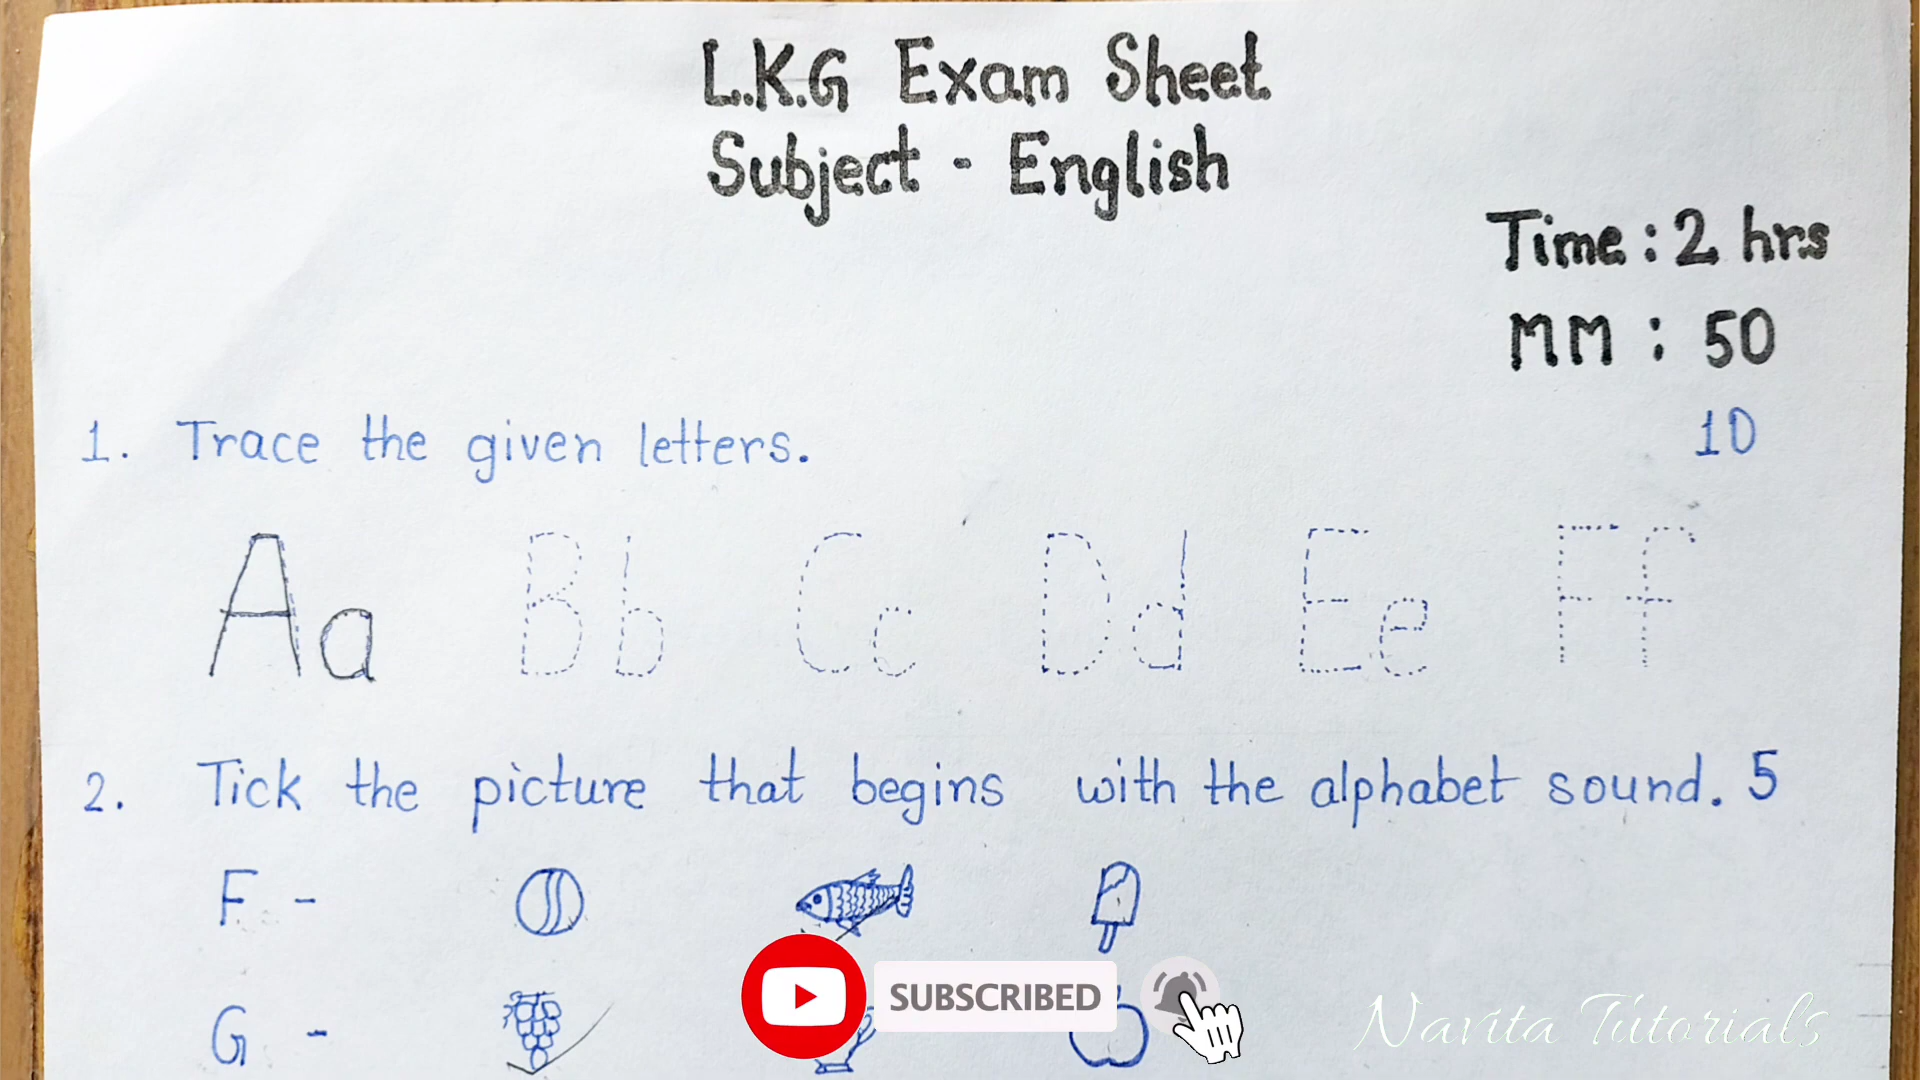 L.K.G Exam Sheet
Subject - English
Time : 2 hrs
MM : 50
1. Trace the given letters. 10
Aa Bb Cc Dd Ee Ff
2. Tick the picture that begins with the alphabet sound. 5
F -
G -
SUBSCRIBED
Navita Tutorials